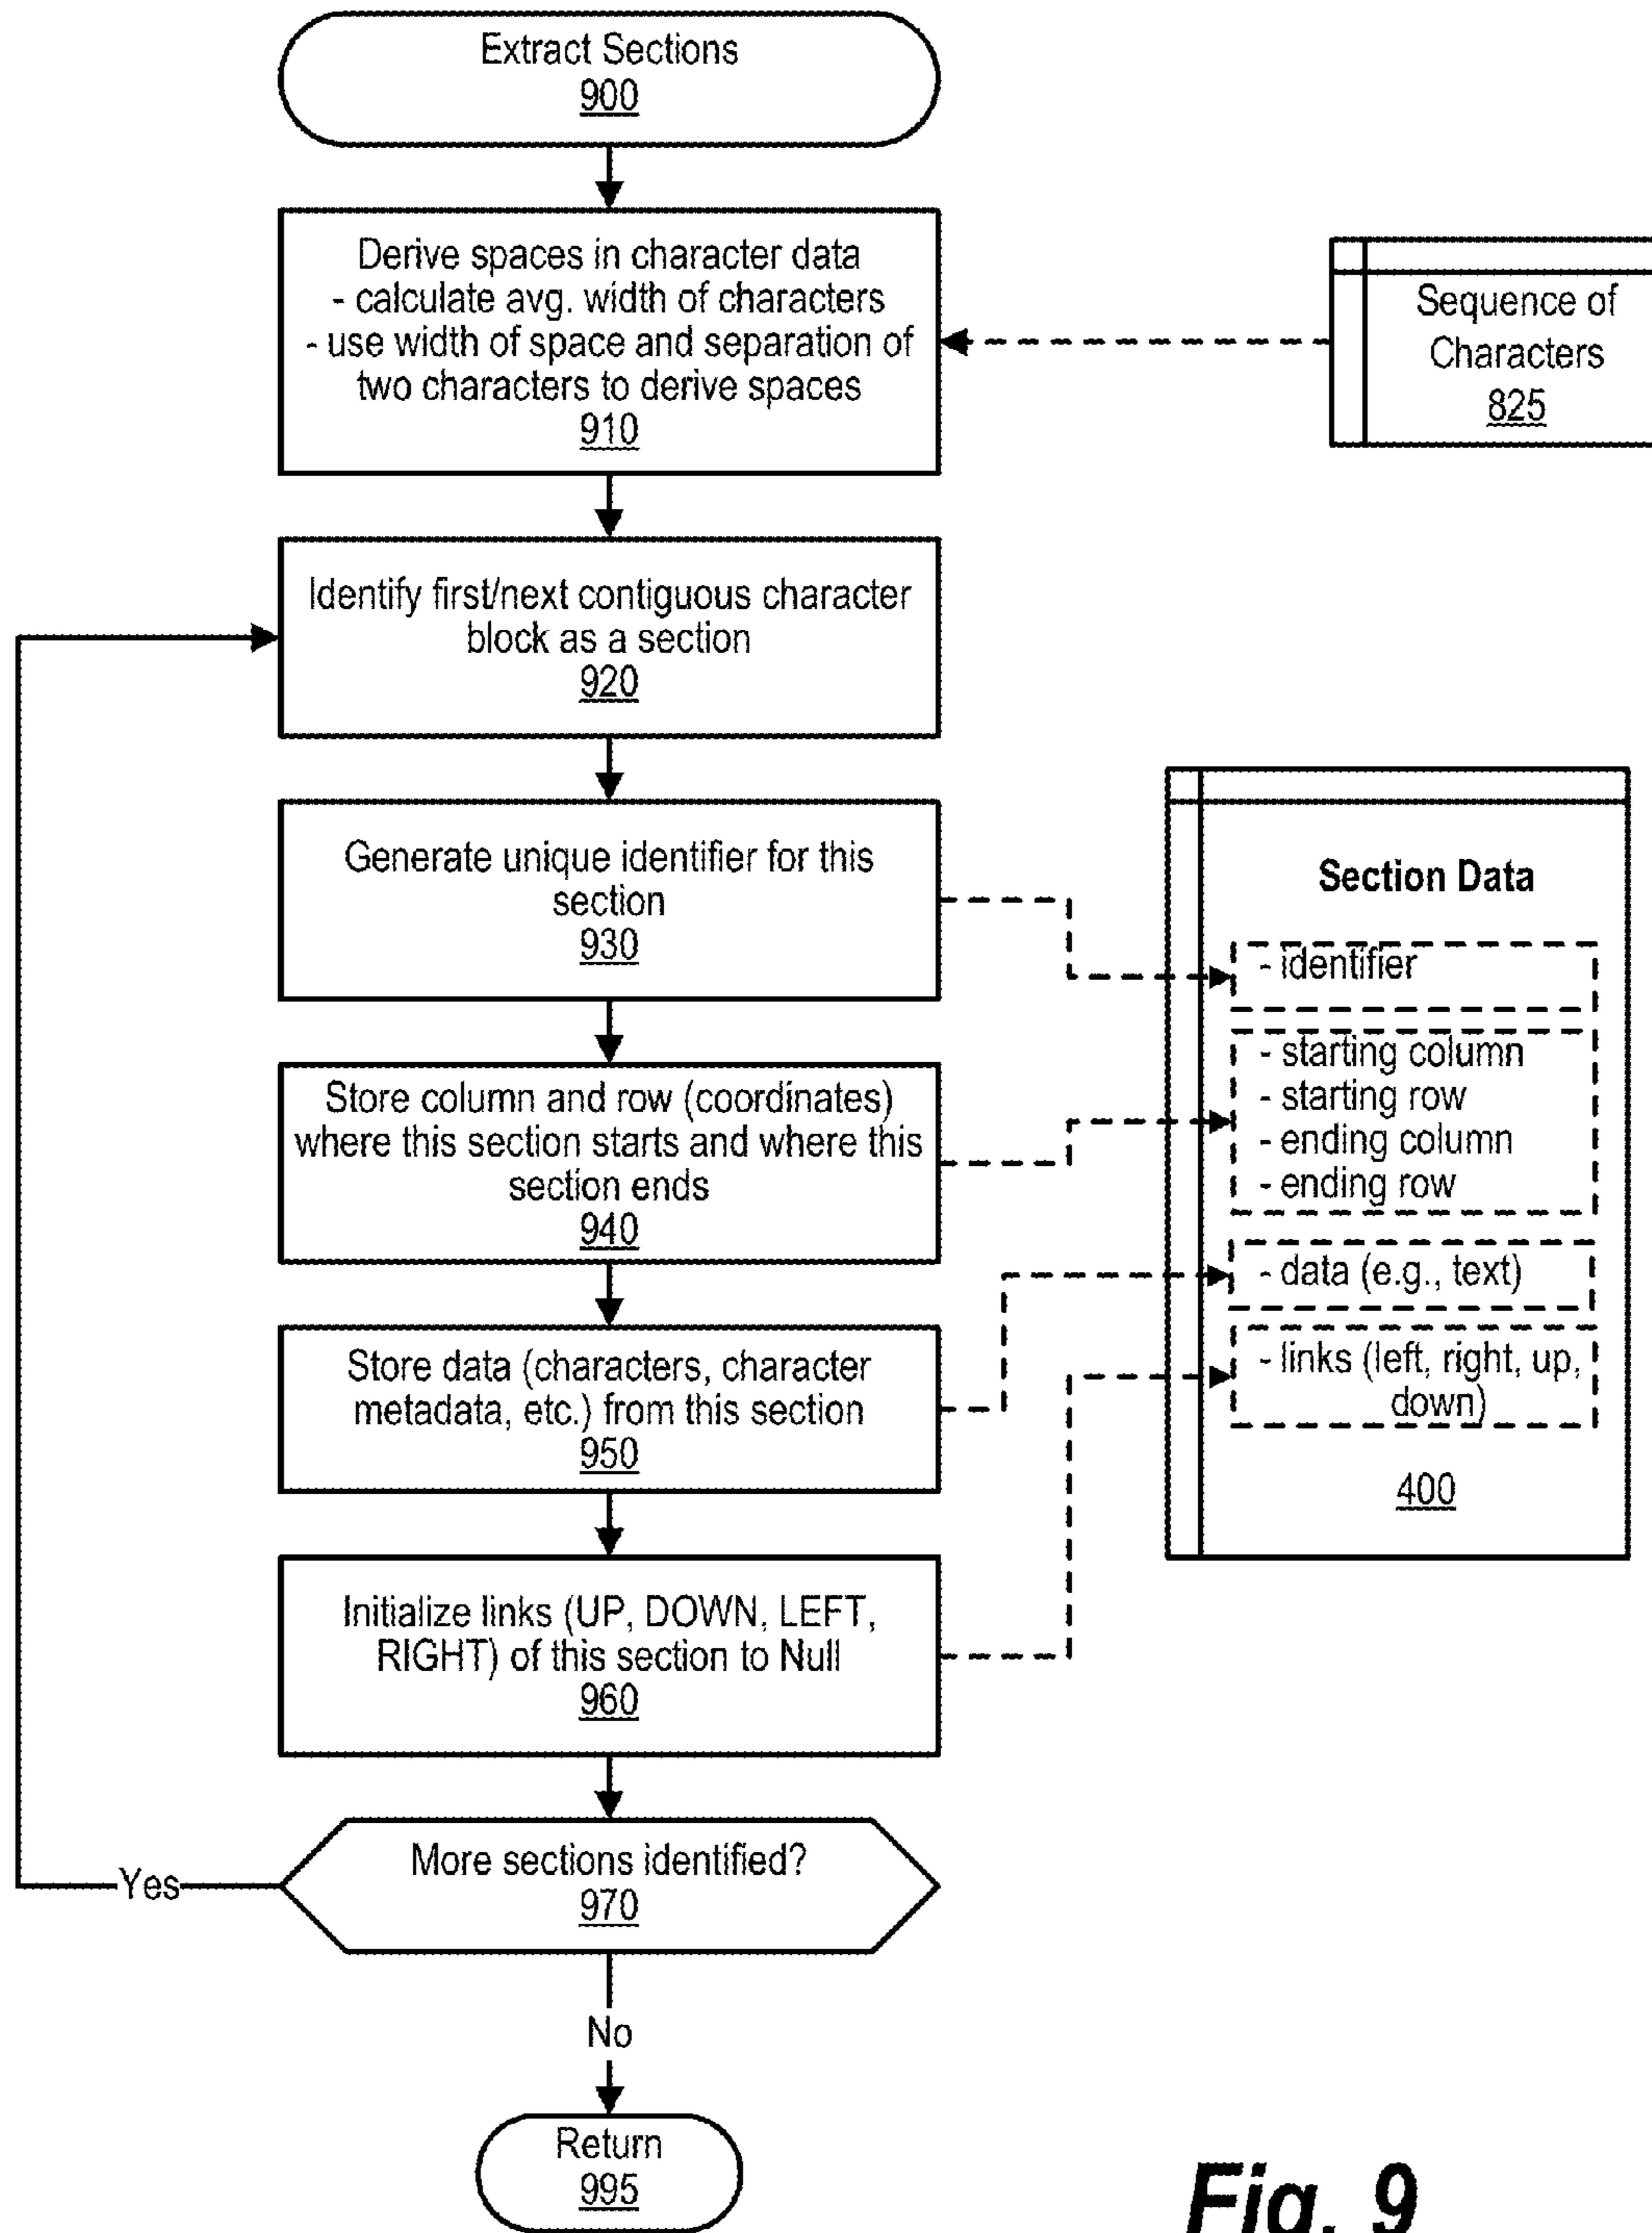 Extract Sections
900
Derive spaces in character data
- calculate avg. width of characters
- use width of space and separation of
two characters to derive spaces
910
Sequence of
Characters
825
Identify first/next contiguous character
block as a section
920
Generate unique identifier for this
section
930
Store column and row (coordinates)
where this section starts and where this
section ends
940
Store data (characters, character
metadata, etc.) from this section
950
Initialize links (UP, DOWN, LEFT,
RIGHT) of this section to Null
960
Section Data
- identifier
- starting column
- starting row
- ending column
- ending row
- data (e.g., text)
- links (left, right, up,
down)
400
More sections identified?
970
Yes
No
Return
995
Fig. 9